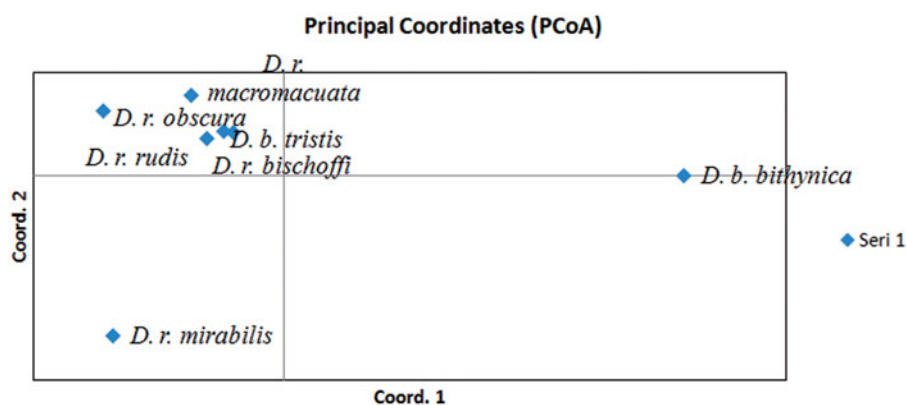 Principal Coordinates (PCoA)
D. r.
macromacuata
D. r. obscura
D. b. tristis
D. r. rudis
D. r. bischoffi
D. b. bithynica
Coord. 2
Seri 1
D. r. mirabilis
Coord. 1